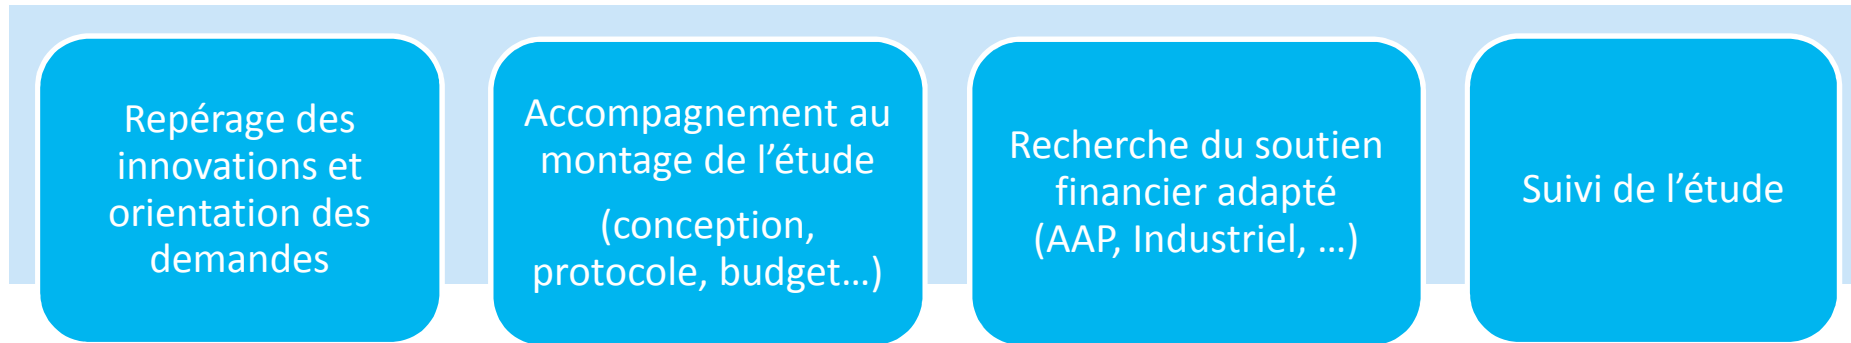 Repérage des
innovations et
orientation des
demandes
Accompagnement au
montage de l’étude
(conception,
protocole, budget…)
Recherche du soutien
financier adapté
(AAP, Industriel, …)
Suivi de l’étude